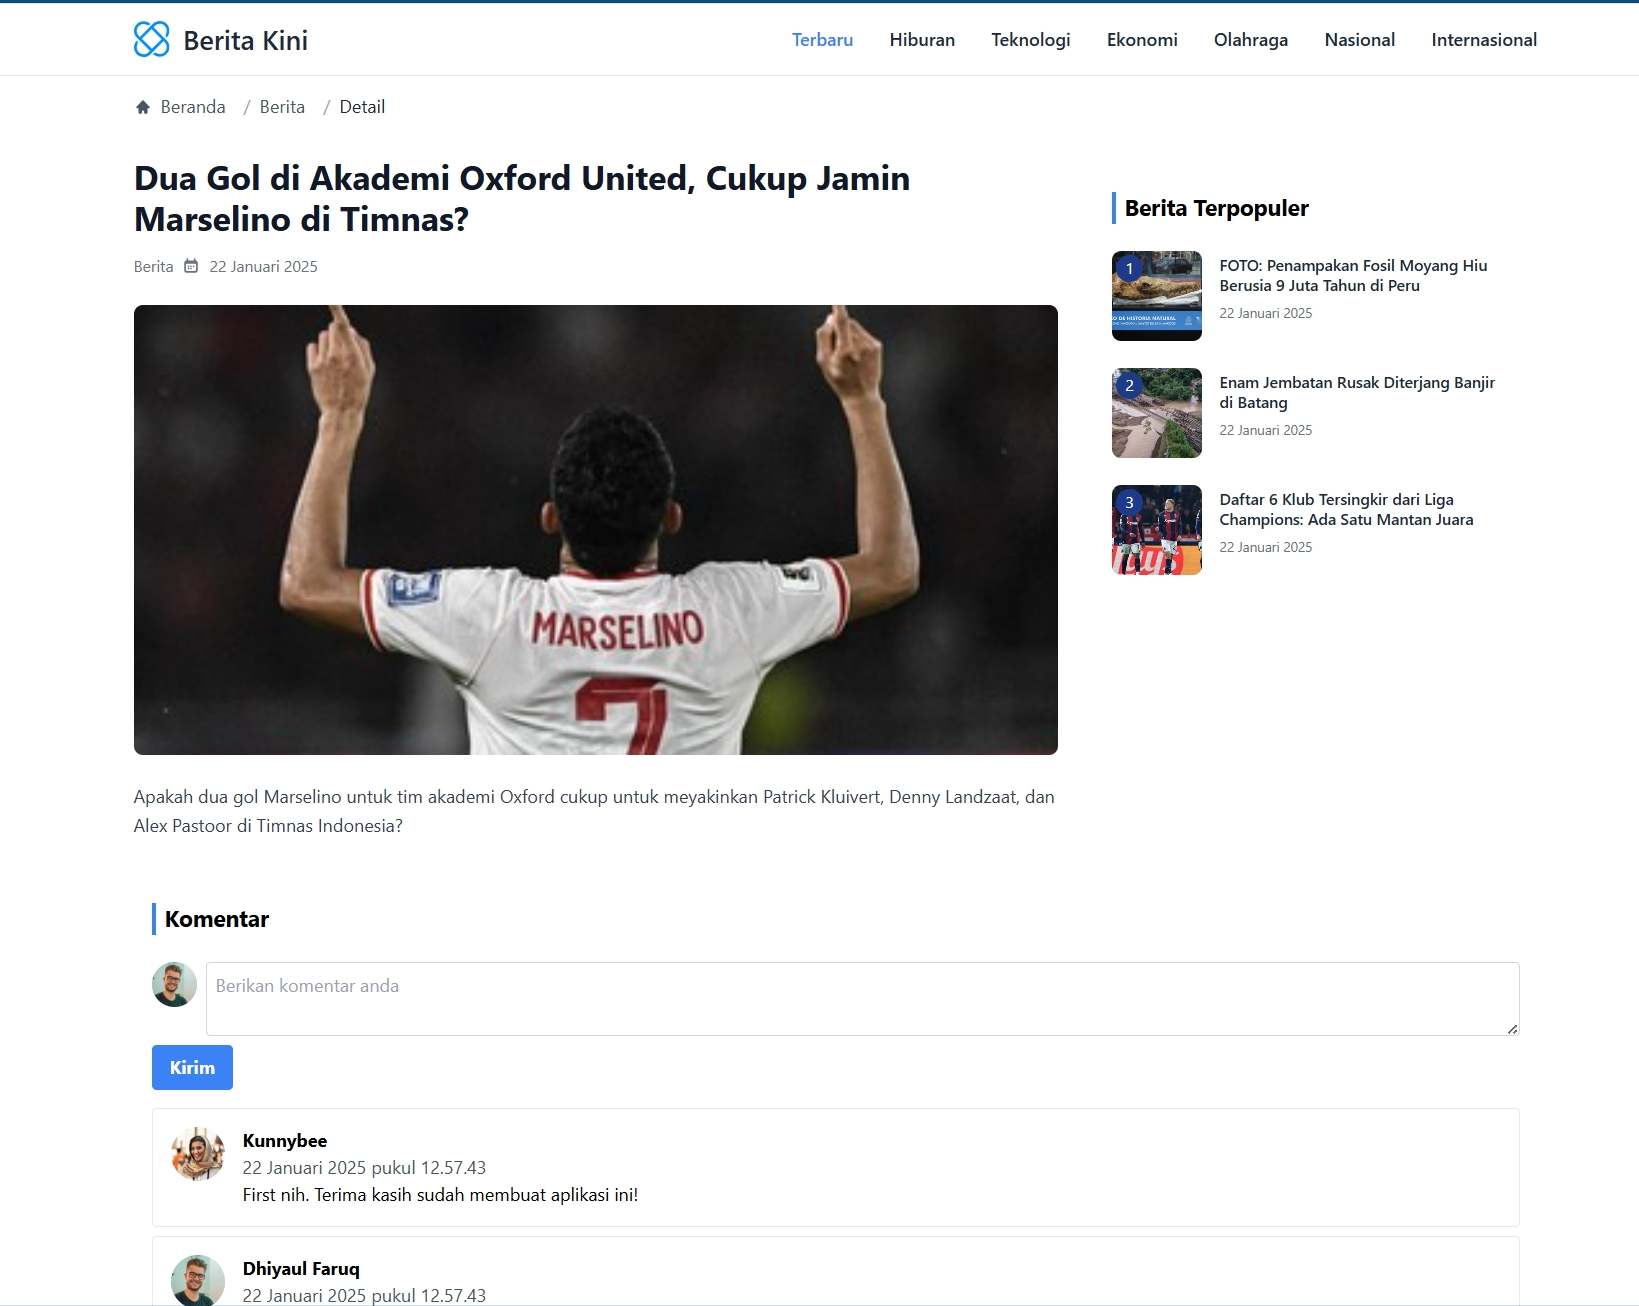 Berita Kini
Terbaru Hiburan Teknologi Ekonomi Olahraga Nasional Internasional
Beranda / Berita / Detail
Dua Gol di Akademi Oxford United, Cukup Jamin
Marselino di Timnas?
Berita 22 Januari 2025
MARSELINO
7
Apakah dua gol Marselino untuk tim akademi Oxford cukup untuk meyakinkan Patrick Kluivert, Denny Landzaat, dan
Alex Pastoor di Timnas Indonesia?
Berita Terpopuler
1
DE HISTORIA NATURAL
FOTO: Penampakan Fosil Moyang Hiu
Berusia 9 Juta Tahun di Peru
22 Januari 2025
2
Enam Jembatan Rusak Diterjang Banjir
di Batang
22 Januari 2025
3
Daftar 6 Klub Tersingkir dari Liga
Champions: Ada Satu Mantan Juara
22 Januari 2025
Komentar
Berikan komentar anda
Kirim
Kunnybee
22 Januari 2025 pukul 12.57.43
First nih. Terima kasih sudah membuat aplikasi ini!
Dhiyaul Faruq
22 Januari 2025 pukul 12.57.43